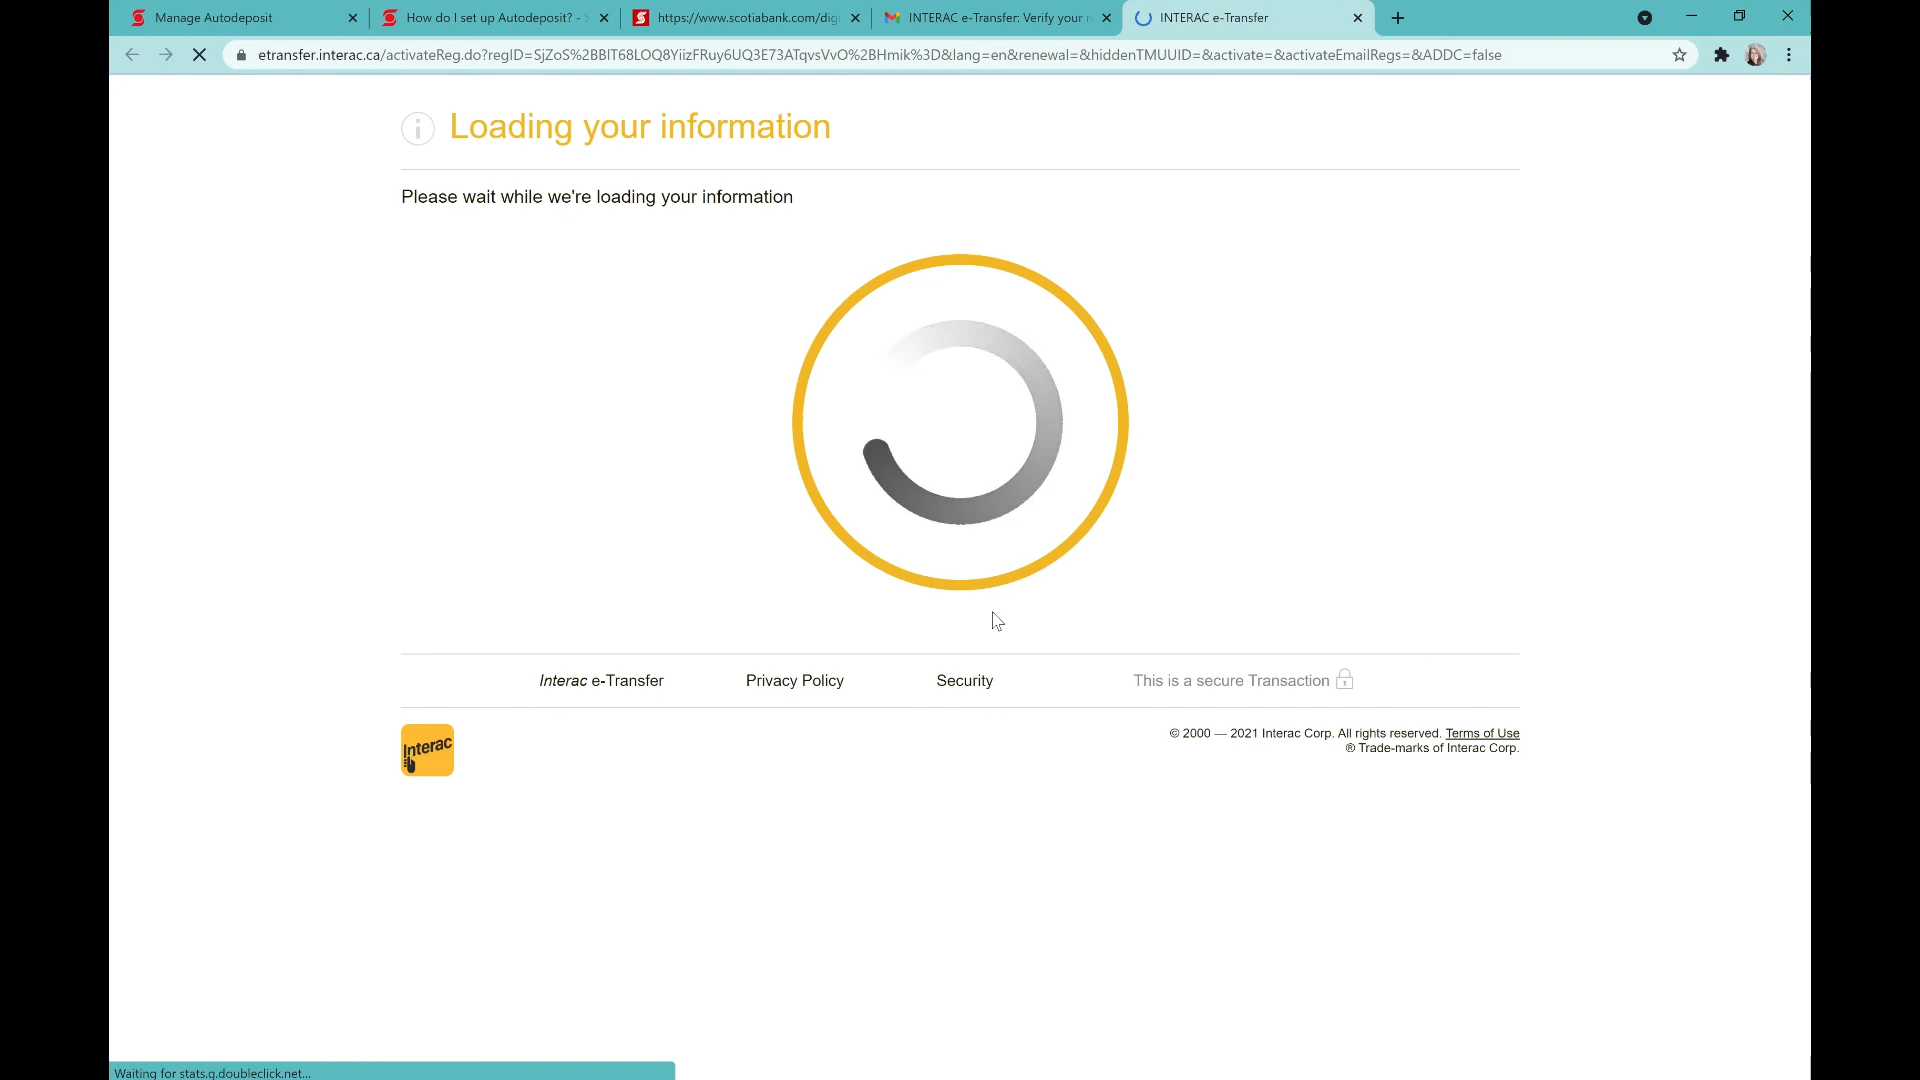 Manage Autodeposit
How do I set up Autodeposit? - S
https://www.scotiabank.com/digi
INTERAC e-Transfer: Verify your r
INTERAC e-Transfer
etransfer.interac.ca/activateReg.do?regID=SjZoS%2BBIT68LOQ8YiizFRuy6UQ3E73ATqvsVvO%2BHmik%3D&lang=en&renewal=&hiddenTMUUID=&activate=&activateEmailRegs=&ADDC=false
Loading your information
Please wait while we're loading your information
Interac e-Transfer
Privacy Policy
Security
This is a secure Transaction
Interac
© 2000 — 2021 Interac Corp. All rights reserved. Terms of Use
® Trade-marks of Interac Corp.
Waiting for stats.g.doubleclick.net...